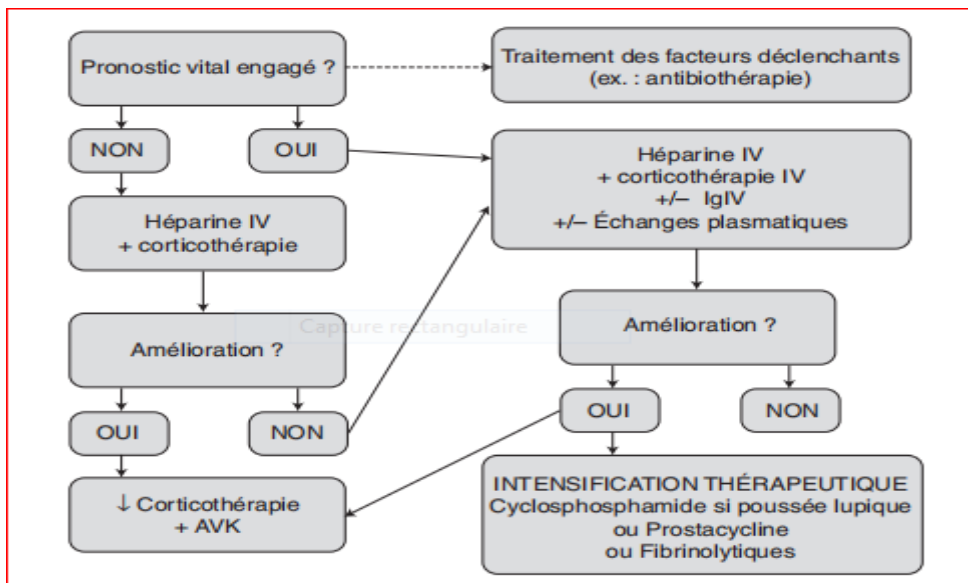 Pronostic vital engagé ?
Traitement des facteurs déclenchants
(ex. : antibiothérapie)
NON
OUI
Héparine IV
+ corticothérapie IV
+/– IgIV
+/– Échanges plasmatiques
Héparine IV
+ corticothérapie
Capture rectangulaire
Amélioration ?
Amélioration ?
OUI
NON
OUI
NON
↓ Corticothérapie
+ AVK
INTENSIFICATION THÉRAPEUTIQUE
Cyclosphosphamide si poussée lupique
ou Prostacycline
ou Fibrinolytiques